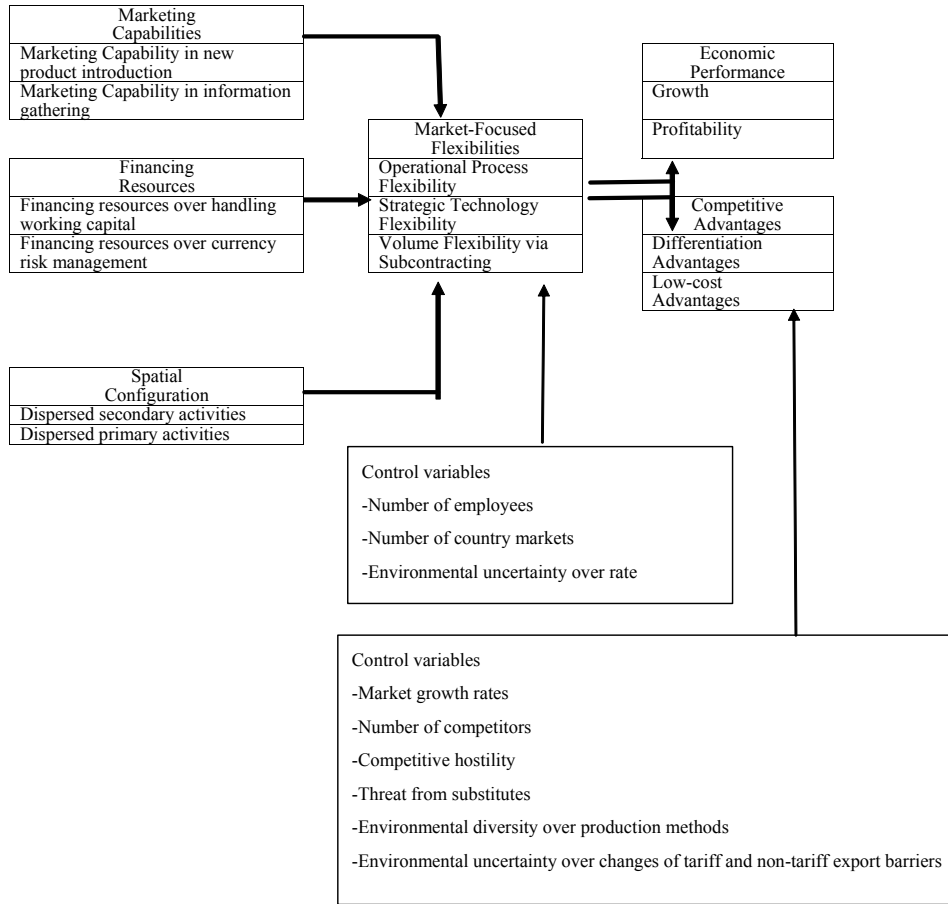 Marketing
Capabilities
Marketing Capability in new
product introduction
Marketing Capability in information
gathering
Financing
Resources
Financing resources over handling
working capital
Financing resources over currency
risk management
Spatial
Configuration
Dispersed secondary activities
Dispersed primary activities
Market-Focused
Flexibilities
Operational Process
Flexibility
Strategic Technology
Flexibility
Volume Flexibility via
Subcontracting
Economic
Performance
Growth
Profitability
Competitive
Advantages
Differentiation
Advantages
Low-cost
Advantages
Control variables
-Number of employees
-Number of country markets
-Environmental uncertainty over rate
Control variables
-Market growth rates
-Number of competitors
-Competitive hostility
-Threat from substitutes
-Environmental diversity over production methods
-Environmental uncertainty over changes of tariff and non-tariff export barriers